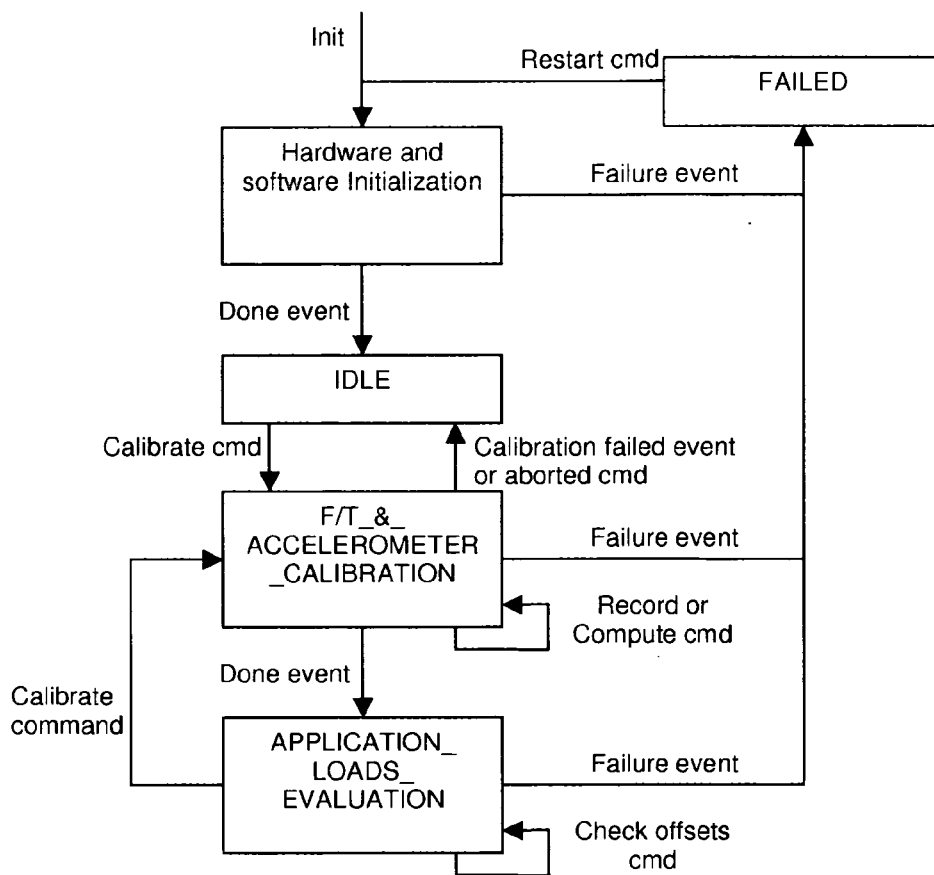 Init
Restart cmd
FAILED
Hardware and
software Initialization
Failure event
Done event
IDLE
Calibrate cmd
Calibration failed event
or aborted cmd
F/T_&_
ACCELEROMETER
_CALIBRATION
Failure event
Record or
Compute cmd
Done event
Calibrate
command
APPLICATION_
LOADS_
EVALUATION
Failure event
Check offsets
cmd